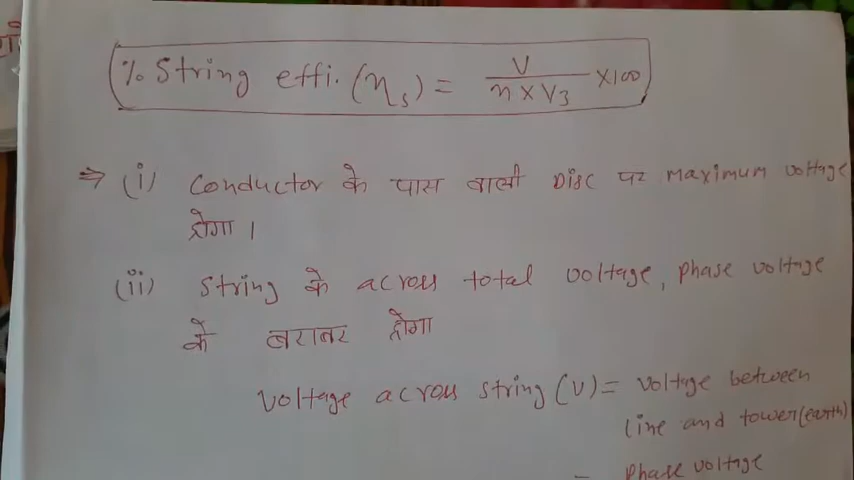 % String effi. (η_s) = V / n × V_3 × 100
⇒ (i) Conductor के पास वाली Disc पर maximum voltage
होगा ।
(ii) string के across total voltage, phase voltage
के बराबर होगा
voltage across string (v) = voltage between
line and tower (earth)
= phase voltage